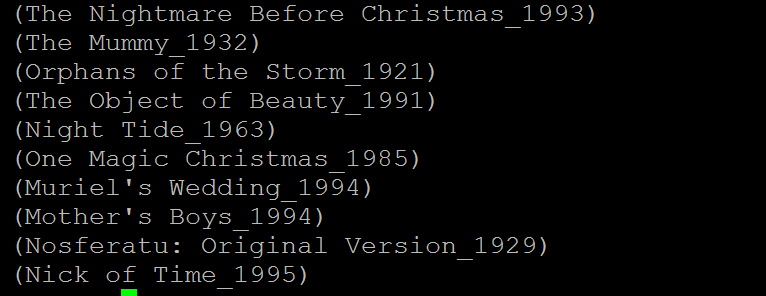 (The Nightmare Before Christmas_1993)
(The Mummy_1932)
(Orphans of the Storm_1921)
(The Object of Beauty_1991)
(Night Tide_1963)
(One Magic Christmas_1985)
(Muriel's Wedding_1994)
(Mother's Boys_1994)
(Nosferatu: Original Version_1929)
(Nick of Time_1995)